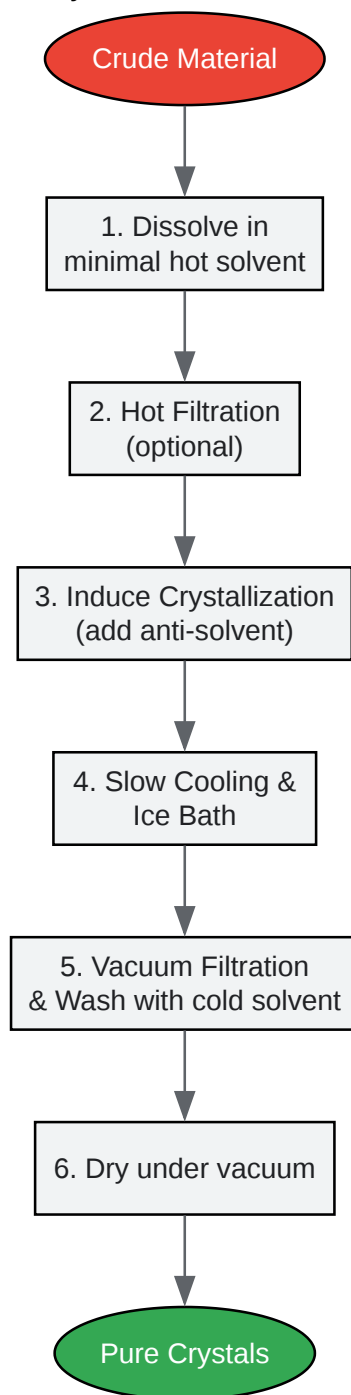 Crude Material
1. Dissolve in
minimal hot solvent
2. Hot Filtration
(optional)
3. Induce Crystallization
(add anti-solvent)
4. Slow Cooling &
Ice Bath
5. Vacuum Filtration
& Wash with cold solvent
6. Dry under vacuum
Pure Crystals